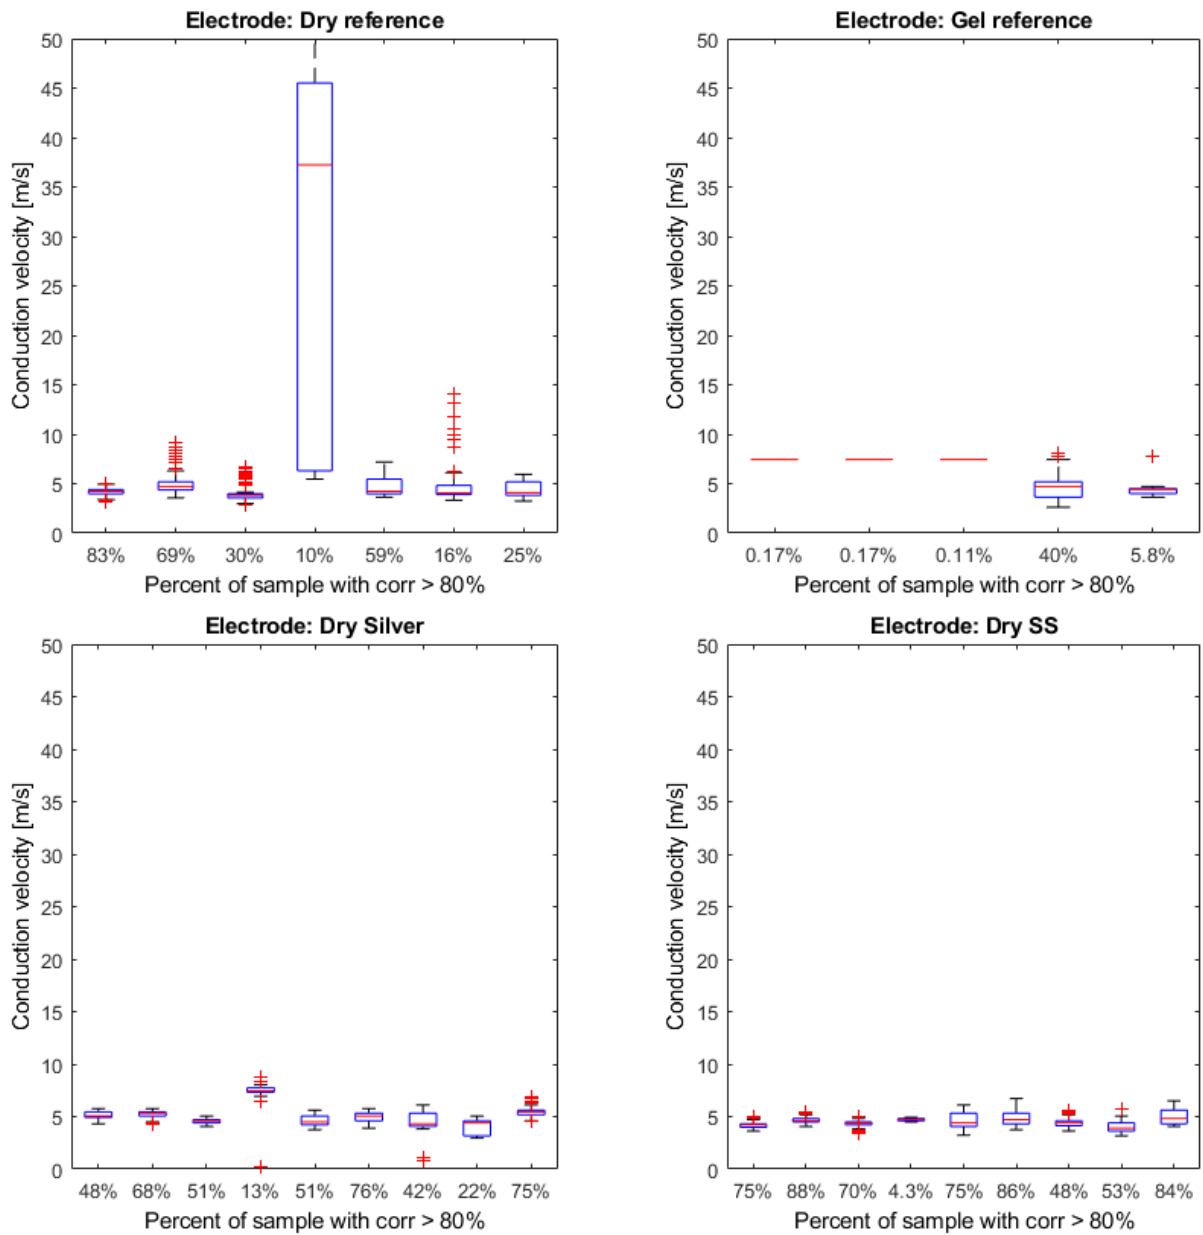 Electrode: Dry reference
50
45
40
35
30
25
20
15
10
5
0
Conduction velocity [m/s]
83% 69% 30% 10% 59% 16% 25%
Percent of sample with corr > 80%
Electrode: Gel reference
50
45
40
35
30
25
20
15
10
5
0
Conduction velocity [m/s]
0.17% 0.17% 0.11% 40% 5.8%
Percent of sample with corr > 80%
Electrode: Dry Silver
50
45
40
35
30
25
20
15
10
5
0
Conduction velocity [m/s]
48% 68% 51% 13% 51% 76% 42% 22% 75%
Percent of sample with corr > 80%
Electrode: Dry SS
50
45
40
35
30
25
20
15
10
5
0
Conduction velocity [m/s]
75% 88% 70% 4.3% 75% 86% 48% 53% 84%
Percent of sample with corr > 80%